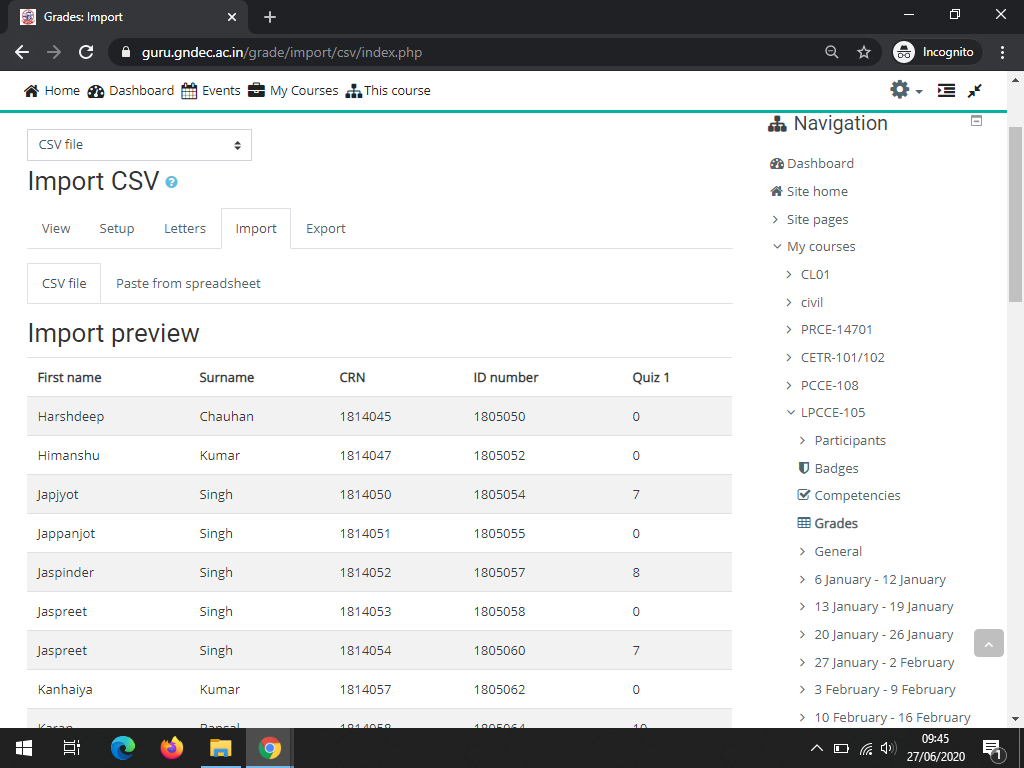 Grades: Import
guru.gndec.ac.in/grade/import/csv/index.php
Incognito
Home Dashboard Events My Courses This course
CSV file
Import CSV
View Setup Letters Import Export
CSV file Paste from spreadsheet
Import preview
First name Surname CRN ID number Quiz 1
Harshdeep Chauhan 1814045 1805050 0
Himanshu Kumar 1814047 1805052 0
Japjyot Singh 1814050 1805054 7
Jappanjot Singh 1814051 1805055 0
Jaspinder Singh 1814052 1805057 8
Jaspreet Singh 1814053 1805058 0
Jaspreet Singh 1814054 1805060 7
Kanhaiya Kumar 1814057 1805062 0
Karan Bansal 1814058 1805064 10
Navigation
Dashboard
Site home
Site pages
My courses
CL01
civil
PRCE-14701
CETR-101/102
PCCE-108
LPCCE-105
Participants
Badges
Competencies
Grades
General
6 January - 12 January
13 January - 19 January
20 January - 26 January
27 January - 2 February
3 February - 9 February
10 February - 16 February
09:45
27/06/2020
1